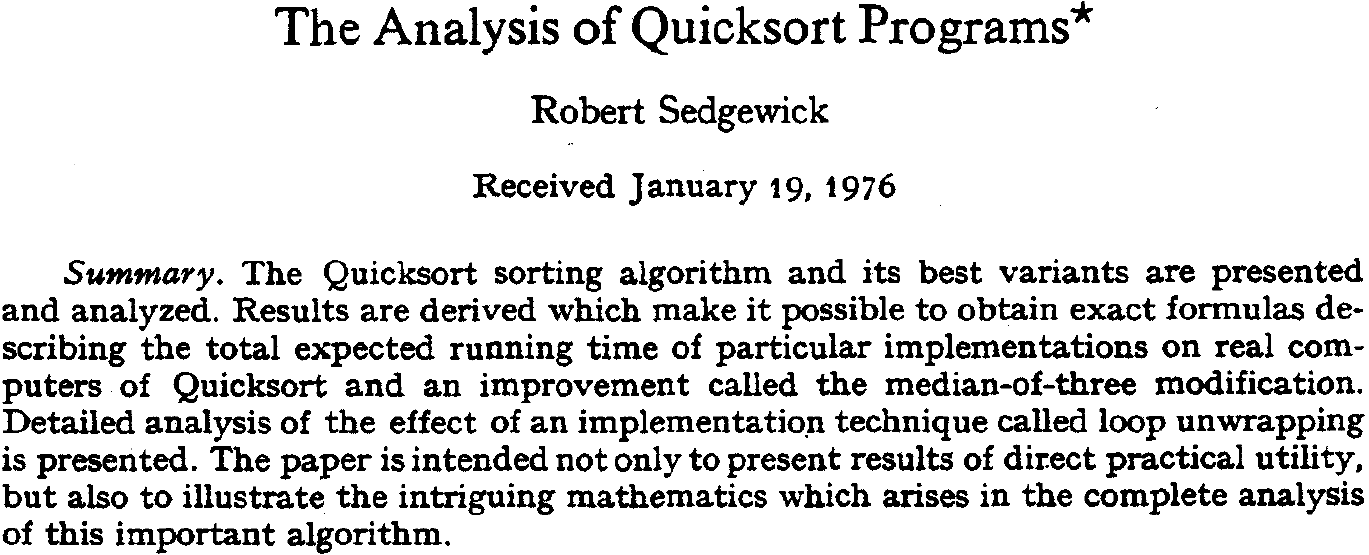 The Analysis of Quicksort Programs*
Robert Sedgewick
Received January 19, 1976
Summary. The Quicksort sorting algorithm and its best variants are presented
and analyzed. Results are derived which make it possible to obtain exact formulas de-
scribing the total expected running time of particular implementations on real com-
puters of Quicksort and an improvement called the median-of-three modification.
Detailed analysis of the effect of an implementation technique called loop unwrapping
is presented. The paper is intended not only to present results of direct practical utility,
but also to illustrate the intriguing mathematics which arises in the complete analysis
of this important algorithm.